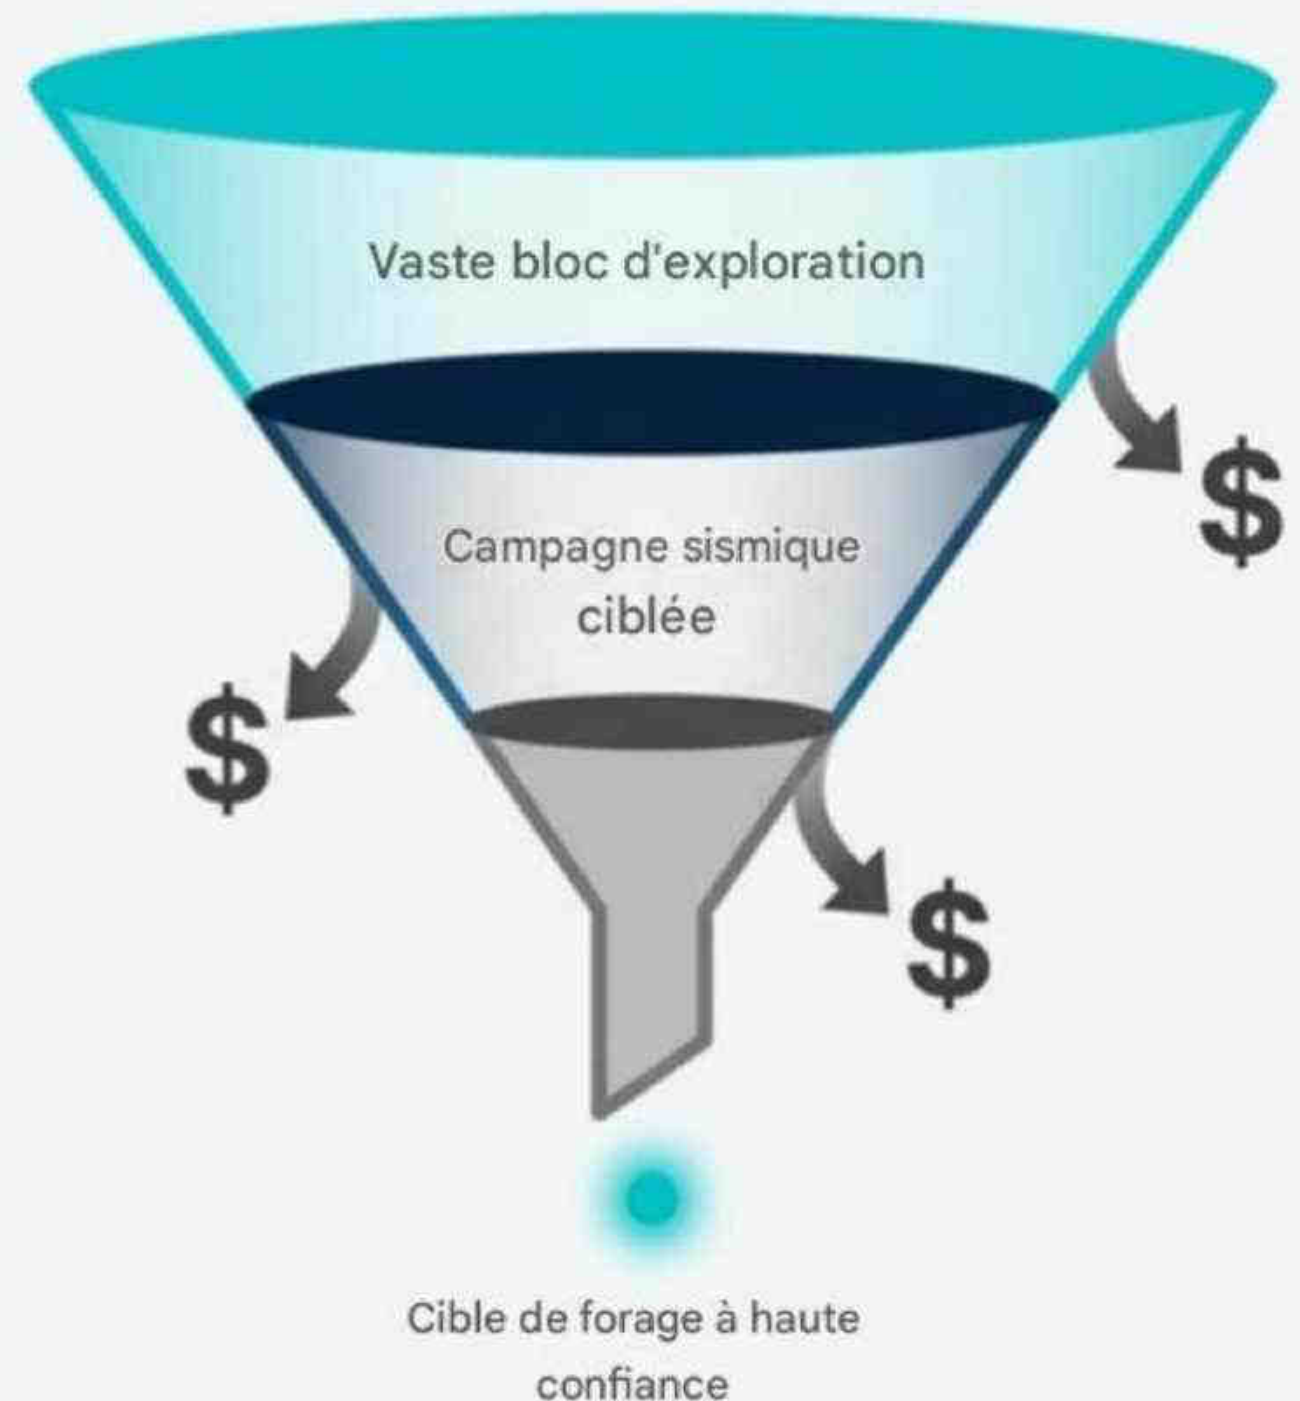 Vaste bloc d'exploration
$
Campagne sismique
ciblée
$
$
Cible de forage à haute
confiance